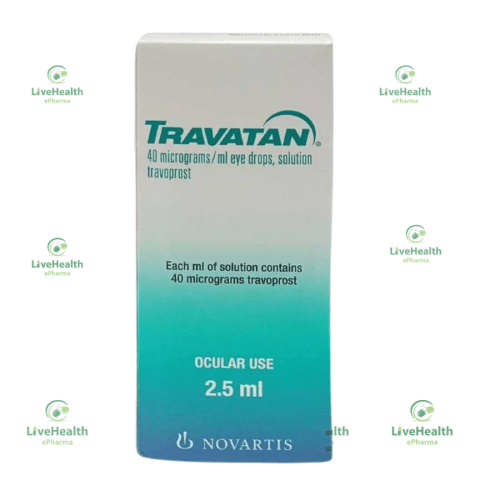 LiveHealth
ePharma
LiveHealth
ePharma
TRAVATAN®
40 micrograms/ml eye drops, solution
travoprost
LiveHealth
ePharma
LiveHealth
ePharma
Each ml of solution contains
40 micrograms travoprost
OCULAR USE
2.5 ml
NOVARTIS
LiveHealth
ePharma
lth
LiveHealth
ePharma